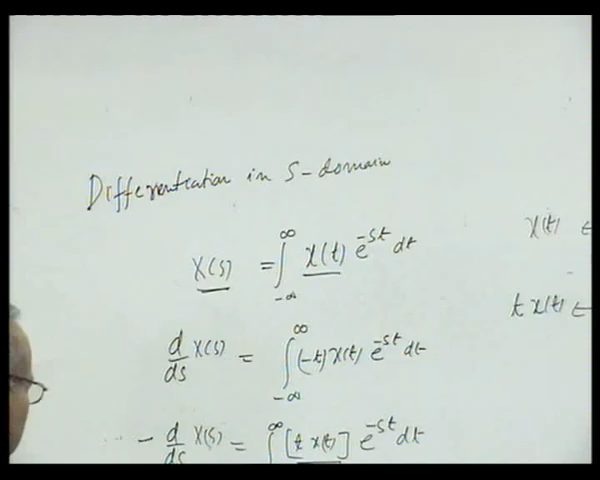 Differentiation in S-domain
X(s) = ∫_{-∞}^{∞} x(t) e^{-st} dt
x(t) ←
d/ds X(s) = ∫_{-∞}^{∞} (-t) x(t) e^{-st} dt
t x(t) ←
- d/ds X(s) = ∫^{∞} [t x(t)] e^{-st} dt